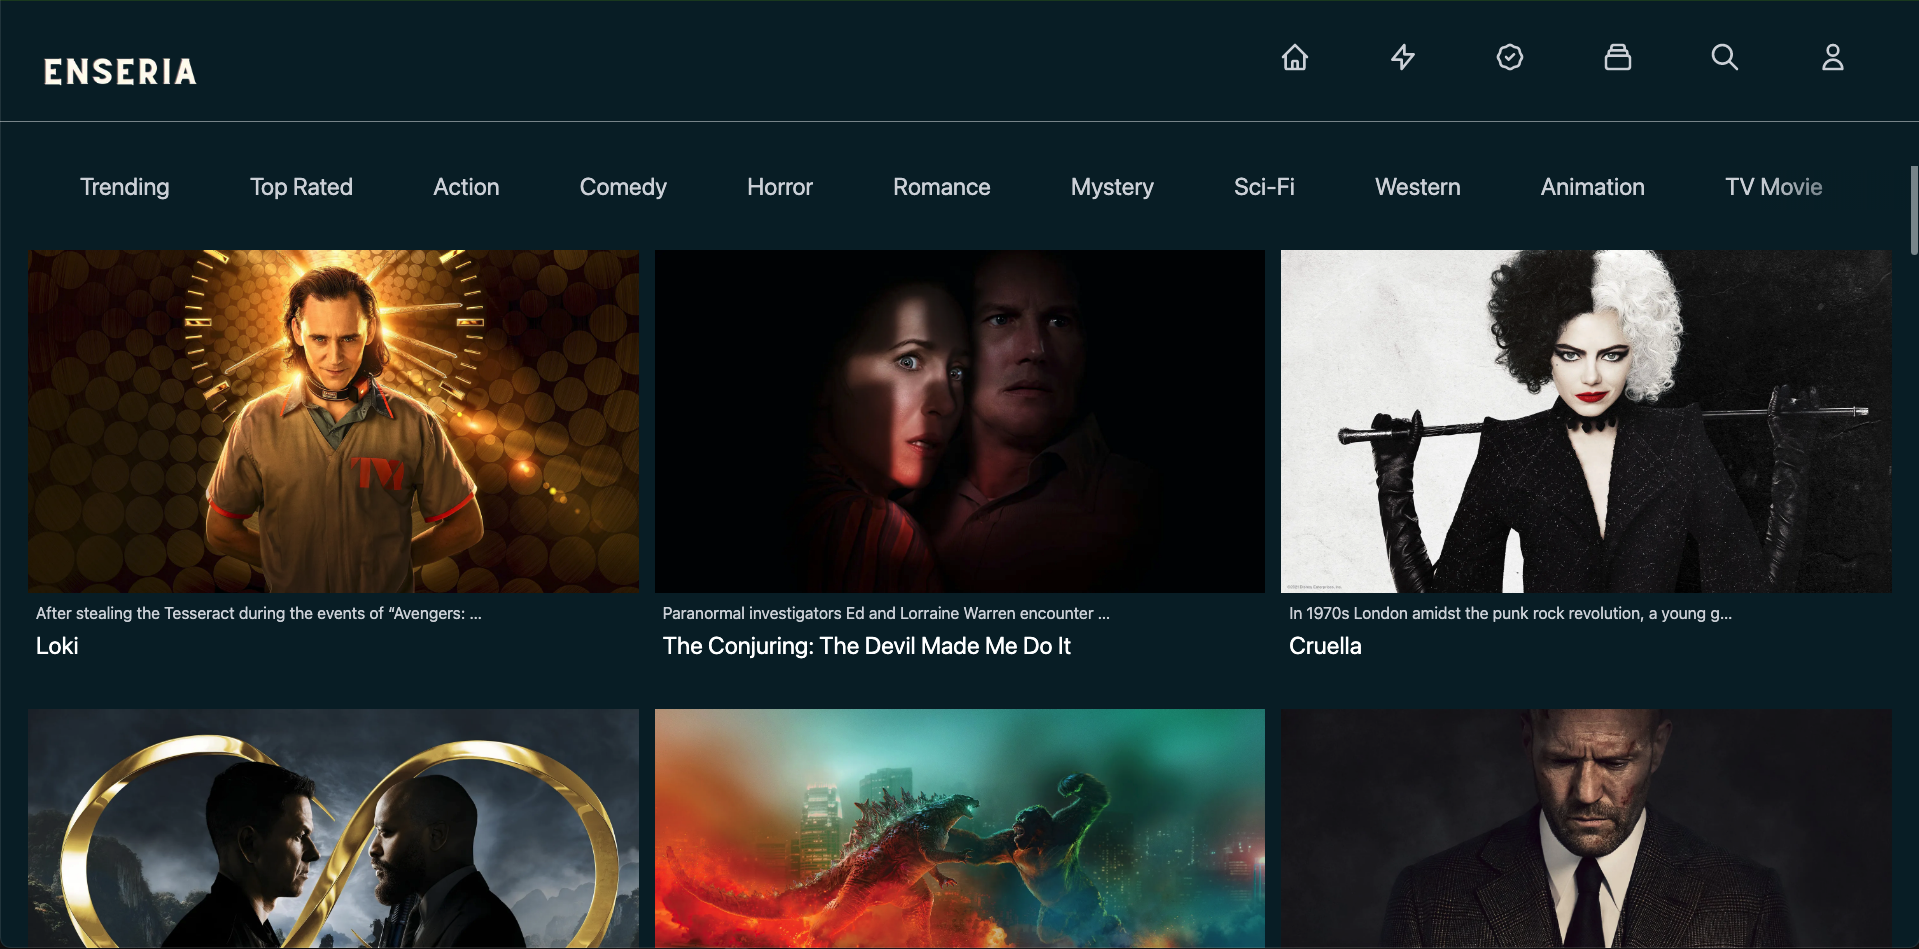 ENSERIA
Trending
Top Rated
Action
Comedy
Horror
Romance
Mystery
Sci-Fi
Western
Animation
TV Movie
TVA
After stealing the Tesseract during the events of “Avengers: ...
Loki
Paranormal investigators Ed and Lorraine Warren encounter ...
The Conjuring: The Devil Made Me Do It
In 1970s London amidst the punk rock revolution, a young g...
Cruella